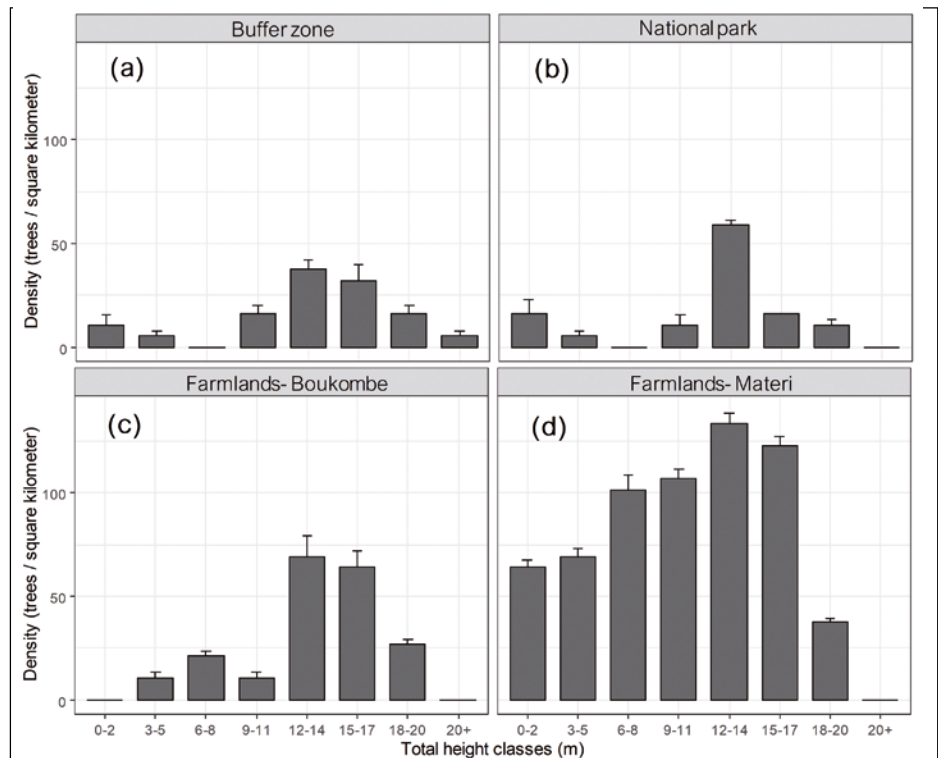 Buffer zone
National park
(a)
(b)
Density (trees / square kilometer)
100
50
0
Farmlands- Boukombe
Farmlands- Materi
(c)
(d)
Density (trees / square kilometer)
100
50
0
0-2 3-5 6-8 9-11 12-14 15-17 18-20 20+
0-2 3-5 6-8 9-11 12-14 15-17 18-20 20+
Total height classes (m)